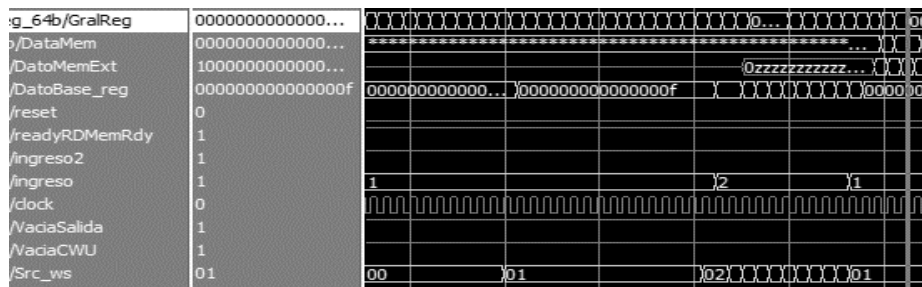 g_64b/GralReg 0000000000000... 0...
/DataMem 0000000000000... ************************************************...
/DatoMemExt 1000000000000... 0zzzzzzzzzzz...
/DatoBase_reg 000000000000000f 000000000000... 000000000000000f 000000
/reset 0
/readyRDMemRdy 1
/ingreso2 1
/ingreso 1 1 2 1
/clock 0
/VaciaSalida 1
/VaciaCWU 1
/Src_ws 01 00 01 02 01